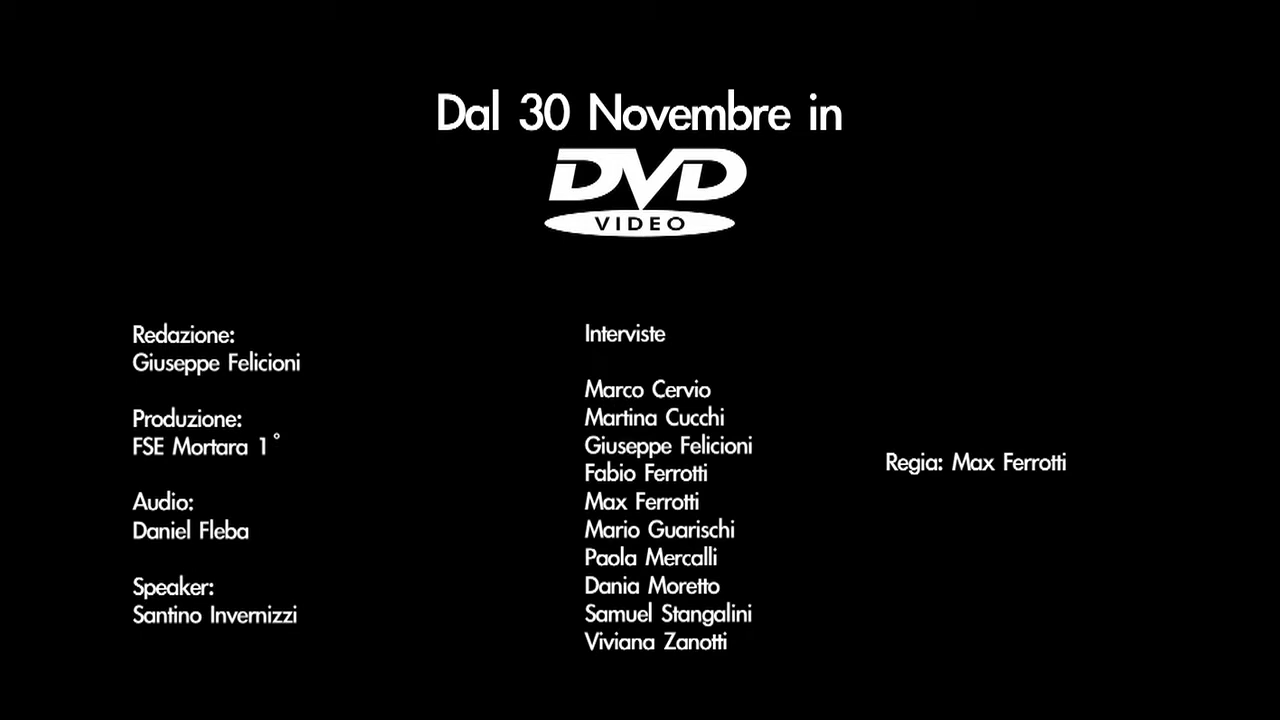 Dal 30 Novembre in
DVD
VIDEO
Redazione:
Giuseppe Felicioni
Produzione:
FSE Mortara 1°
Audio:
Daniel Fleba
Speaker:
Santino Invernizzi
Interviste
Marco Cervio
Martina Cucchi
Giuseppe Felicioni
Fabio Ferrotti
Max Ferrotti
Mario Guarischi
Paola Mercalli
Dania Moretto
Samuel Stangalini
Viviana Zanotti
Regia: Max Ferrotti